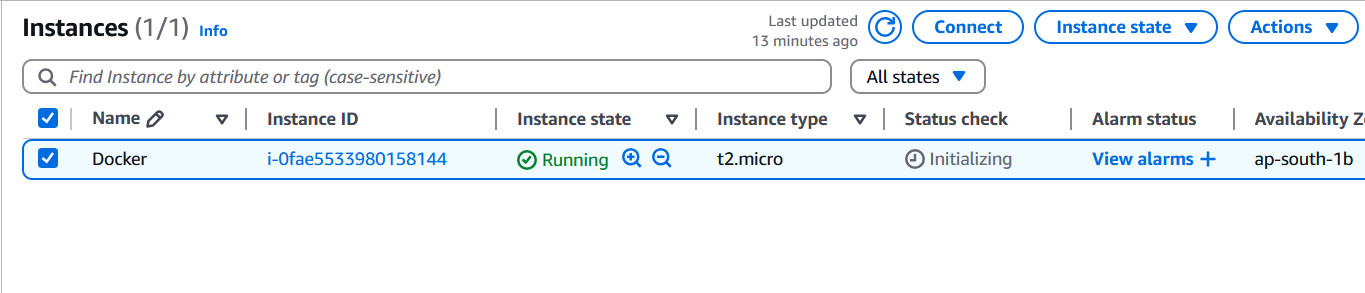 Instances (1/1) Info
Last updated
13 minutes ago
Connect
Instance state
Actions
Find Instance by attribute or tag (case-sensitive)
All states
Name Instance ID Instance state Instance type Status check Alarm status Availability Z
Docker i-0fae5533980158144 Running t2.micro Initializing View alarms + ap-south-1b